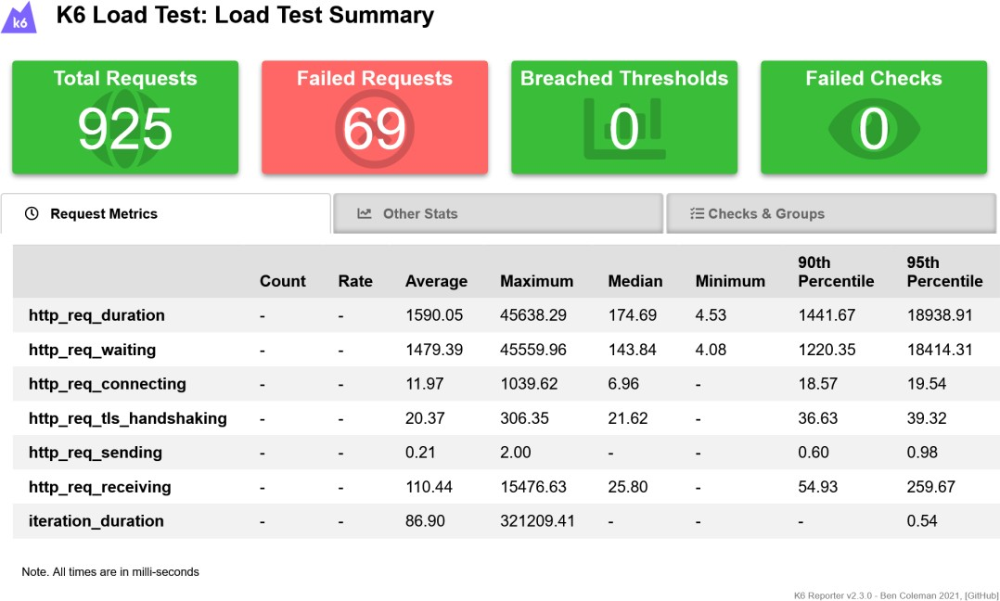 k6
K6 Load Test: Load Test Summary
Total Requests
925
Failed Requests
69
Breached Thresholds
0
Failed Checks
0
Request Metrics
Other Stats
Checks & Groups
Count Rate Average Maximum Median Minimum 90th Percentile 95th Percentile
http_req_duration - - 1590.05 45638.29 174.69 4.53 1441.67 18938.91
http_req_waiting - - 1479.39 45559.96 143.84 4.08 1220.35 18414.31
http_req_connecting - - 11.97 1039.62 6.96 - 18.57 19.54
http_req_tls_handshaking - - 20.37 306.35 21.62 - 36.63 39.32
http_req_sending - - 0.21 2.00 - - 0.60 0.98
http_req_receiving - - 110.44 15476.63 25.80 - 54.93 259.67
iteration_duration - - 86.90 321209.41 - - - 0.54
Note. All times are in milli-seconds
K6 Reporter v2.3.0 - Ben Coleman 2021, [GitHub]